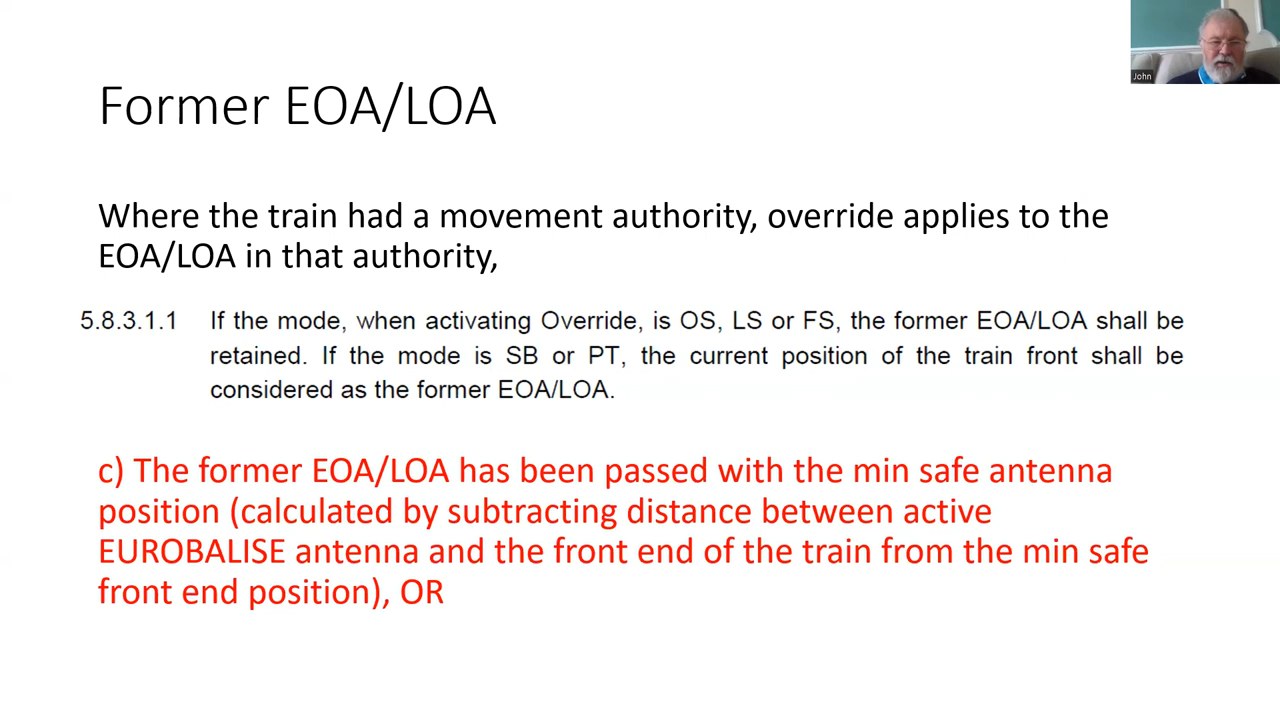 John
Former EOA/LOA
Where the train had a movement authority, override applies to the
EOA/LOA in that authority,
5.8.3.1.1 If the mode, when activating Override, is OS, LS or FS, the former EOA/LOA shall be
retained. If the mode is SB or PT, the current position of the train front shall be
considered as the former EOA/LOA.
c) The former EOA/LOA has been passed with the min safe antenna
position (calculated by subtracting distance between active
EUROBALISE antenna and the front end of the train from the min safe
front end position), OR